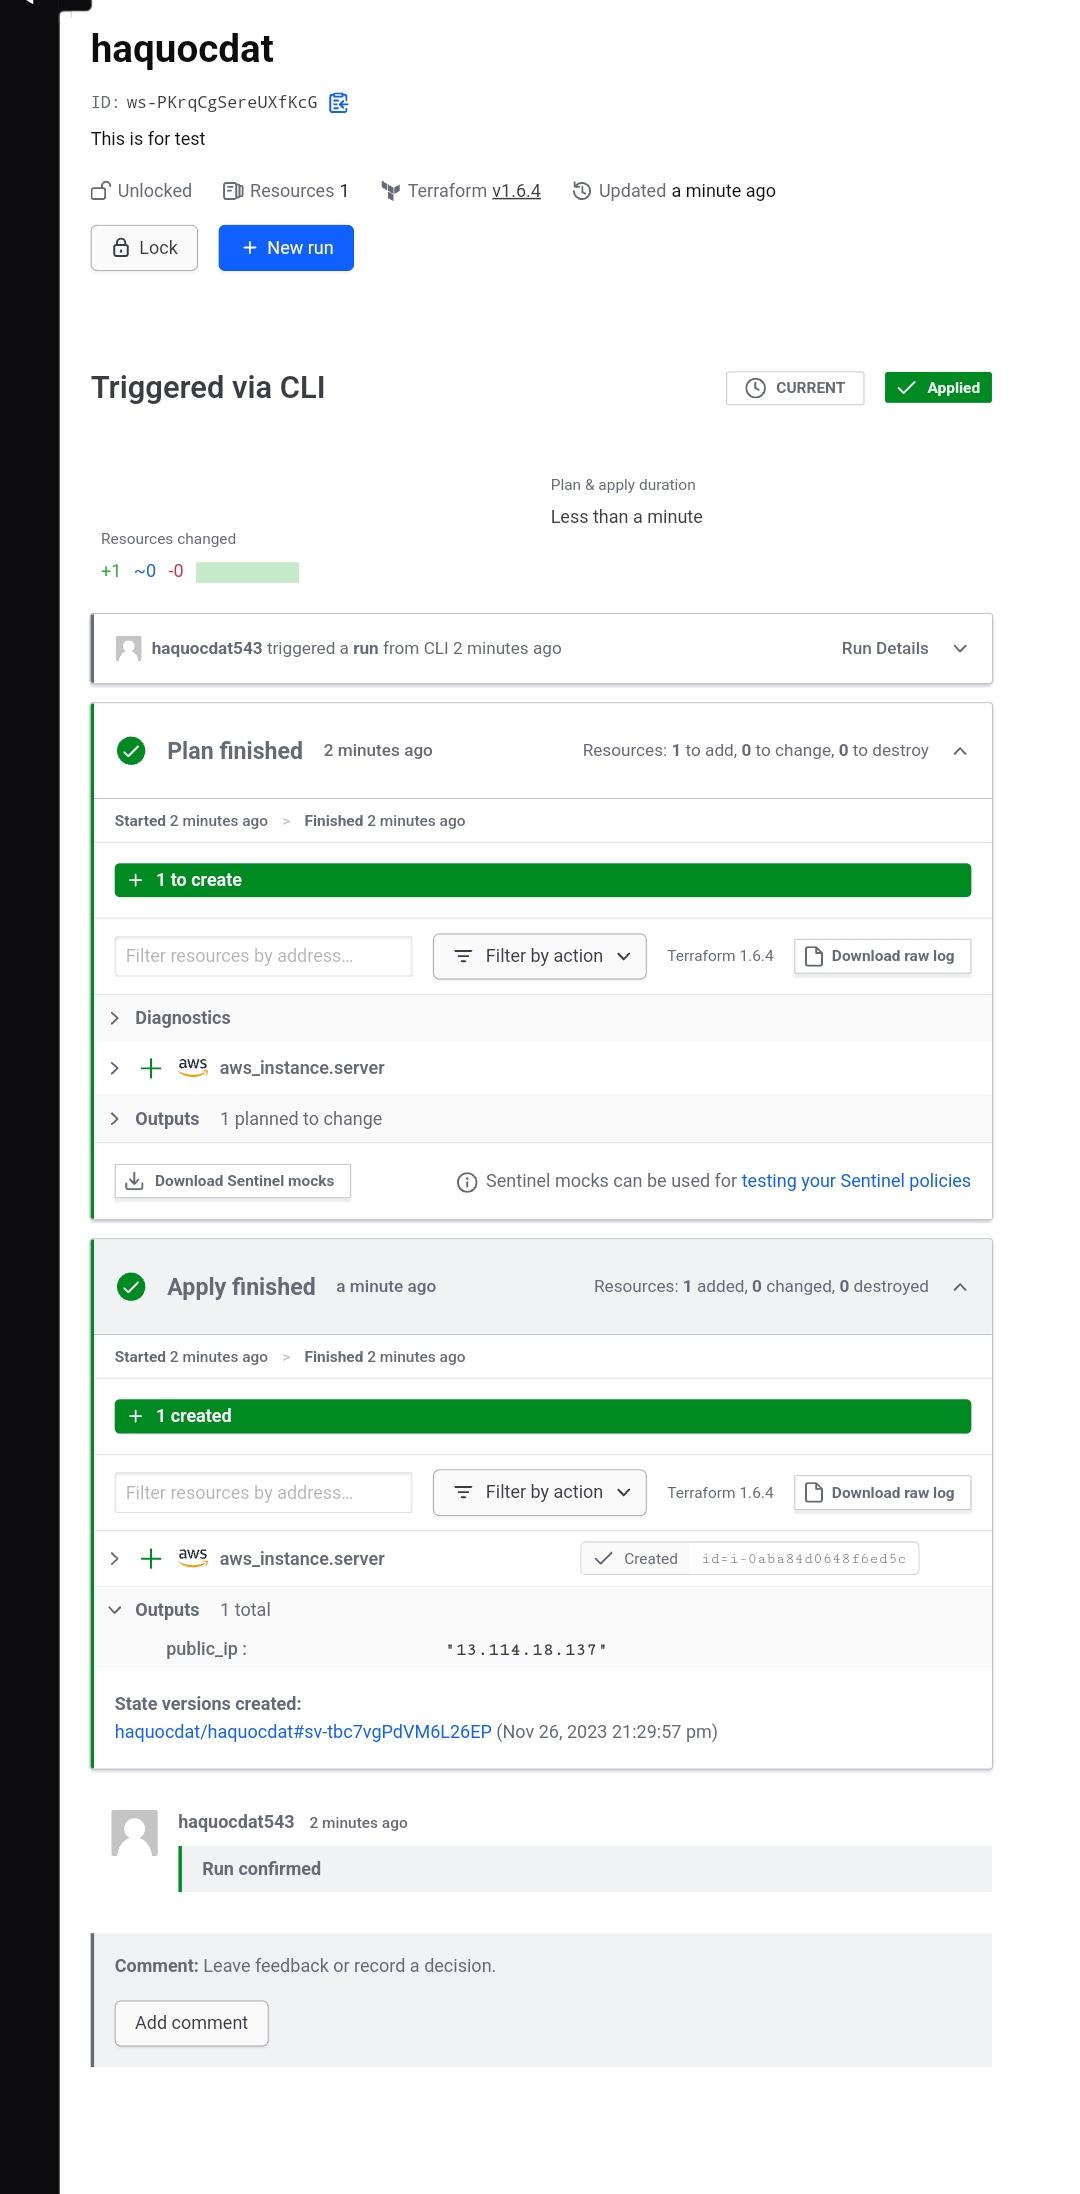 haquocdat
ID: ws-PKrqCgSereUXfKcG
This is for test
Unlocked Resources 1 Terraform v1.6.4 Updated a minute ago
Lock + New run
Triggered via CLI CURRENT Applied
Plan & apply duration
Less than a minute
Resources changed
+1 ~0 -0
haquocdat543 triggered a run from CLI 2 minutes ago Run Details
Plan finished 2 minutes ago Resources: 1 to add, 0 to change, 0 to destroy
Started 2 minutes ago > Finished 2 minutes ago
+ 1 to create
Filter resources by address... Filter by action Terraform 1.6.4 Download raw log
Diagnostics
+ aws aws_instance.server
Outputs 1 planned to change
Download Sentinel mocks Sentinel mocks can be used for testing your Sentinel policies
Apply finished a minute ago Resources: 1 added, 0 changed, 0 destroyed
Started 2 minutes ago > Finished 2 minutes ago
+ 1 created
Filter resources by address... Filter by action Terraform 1.6.4 Download raw log
+ aws aws_instance.server Created id=i-0aba84d0648f6ed5c
Outputs 1 total
public_ip : "13.114.18.137"
State versions created:
haquocdat/haquocdat#sv-tbc7vgPdVM6L26EP (Nov 26, 2023 21:29:57 pm)
haquocdat543 2 minutes ago
Run confirmed
Comment: Leave feedback or record a decision.
Add comment